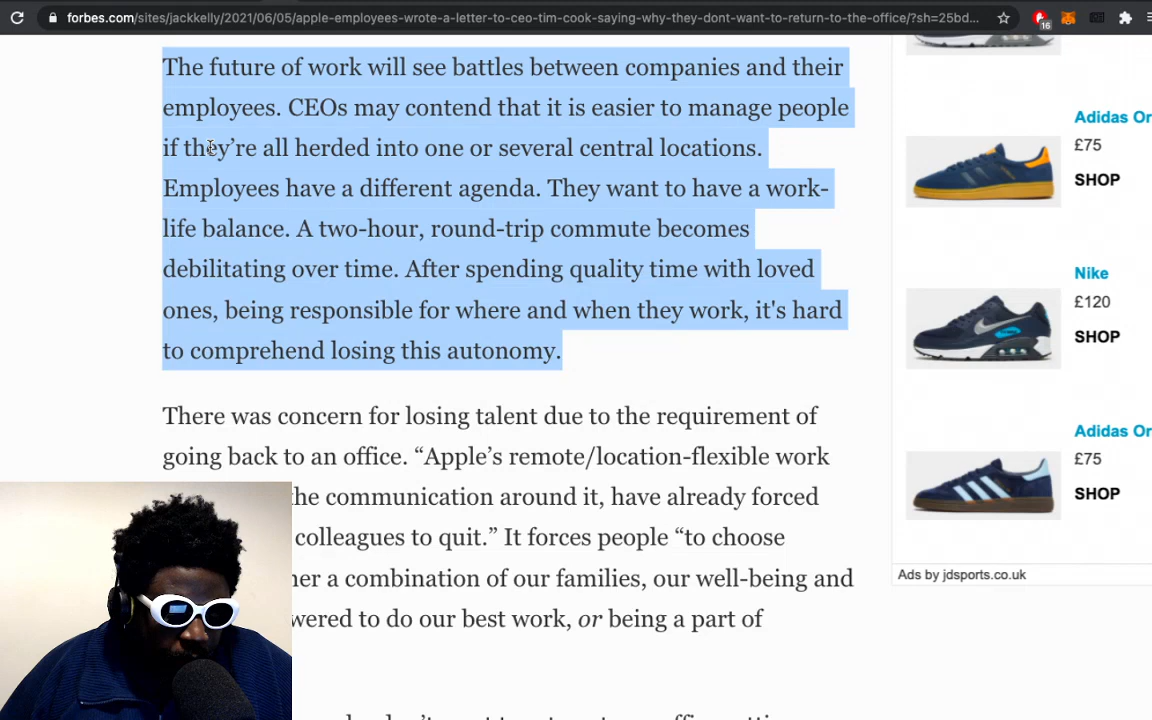 forbes.com/sites/jackkelly/2021/06/05/apple-employees-wrote-a-letter-to-ceo-tim-cook-saying-why-they-dont-want-to-return-to-the-office/?sh=25bd...
16
The future of work will see battles between companies and their
employees. CEOs may contend that it is easier to manage people
if they’re all herded into one or several central locations.
Employees have a different agenda. They want to have a work-
life balance. A two-hour, round-trip commute becomes
debilitating over time. After spending quality time with loved
ones, being responsible for where and when they work, it's hard
to comprehend losing this autonomy.
There was concern for losing talent due to the requirement of
going back to an office. “Apple’s remote/location-flexible work
he communication around it, have already forced
colleagues to quit.” It forces people “to choose
er a combination of our families, our well-being and
wered to do our best work, or being a part of
Adidas Or
£75
SHOP
Nike
£120
SHOP
Adidas Or
£75
SHOP
Ads by jdsports.co.uk